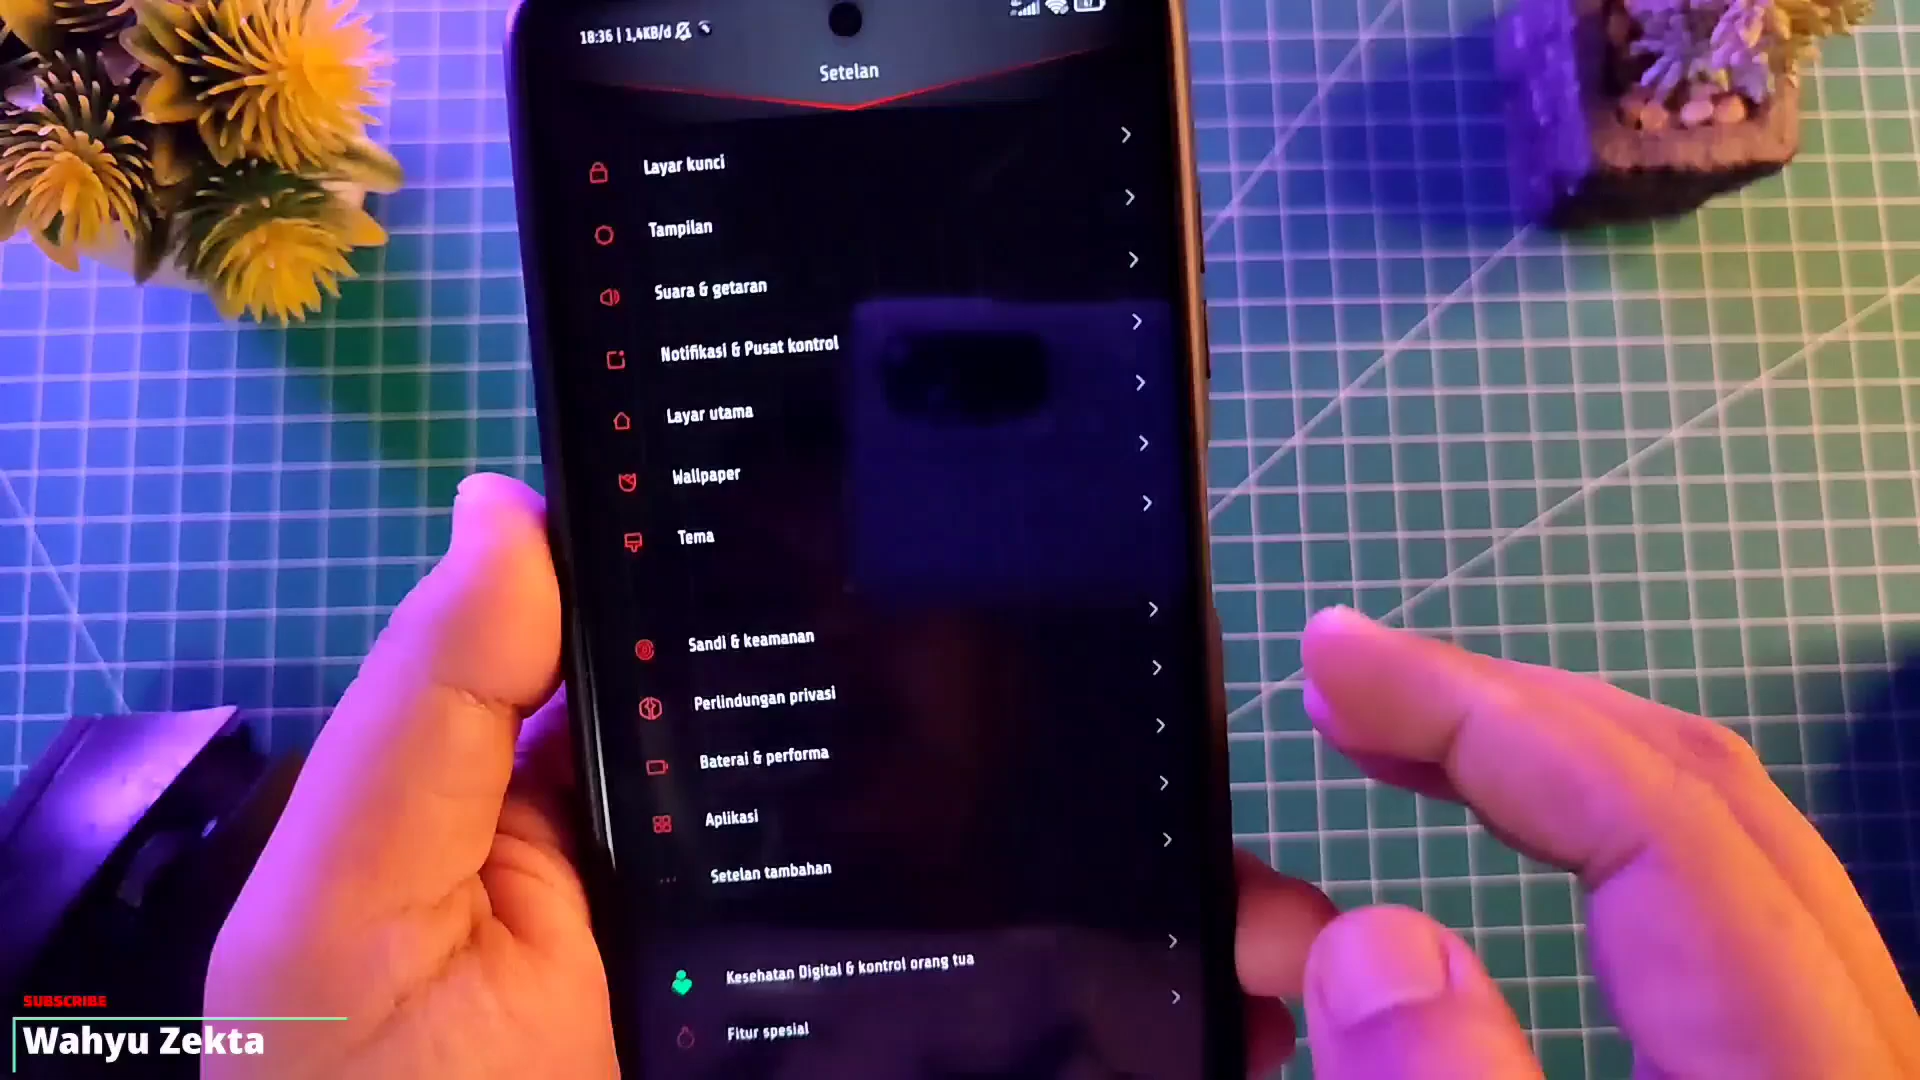 18:36 | 1,4KB/d
67
Setelan
Layar kunci
Tampilan
Suara & getaran
Notifikasi & Pusat kontrol
Layar utama
Wallpaper
Tema
Sandi & keamanan
Perlindungan privasi
Baterai & performa
Aplikasi
Setelan tambahan
Kesehatan Digital & kontrol orang tua
Fitur spesial
SUBSCRIBE
Wahyu Zekta